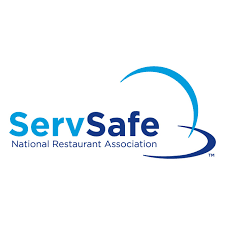 ServSafe
National Restaurant Association
™